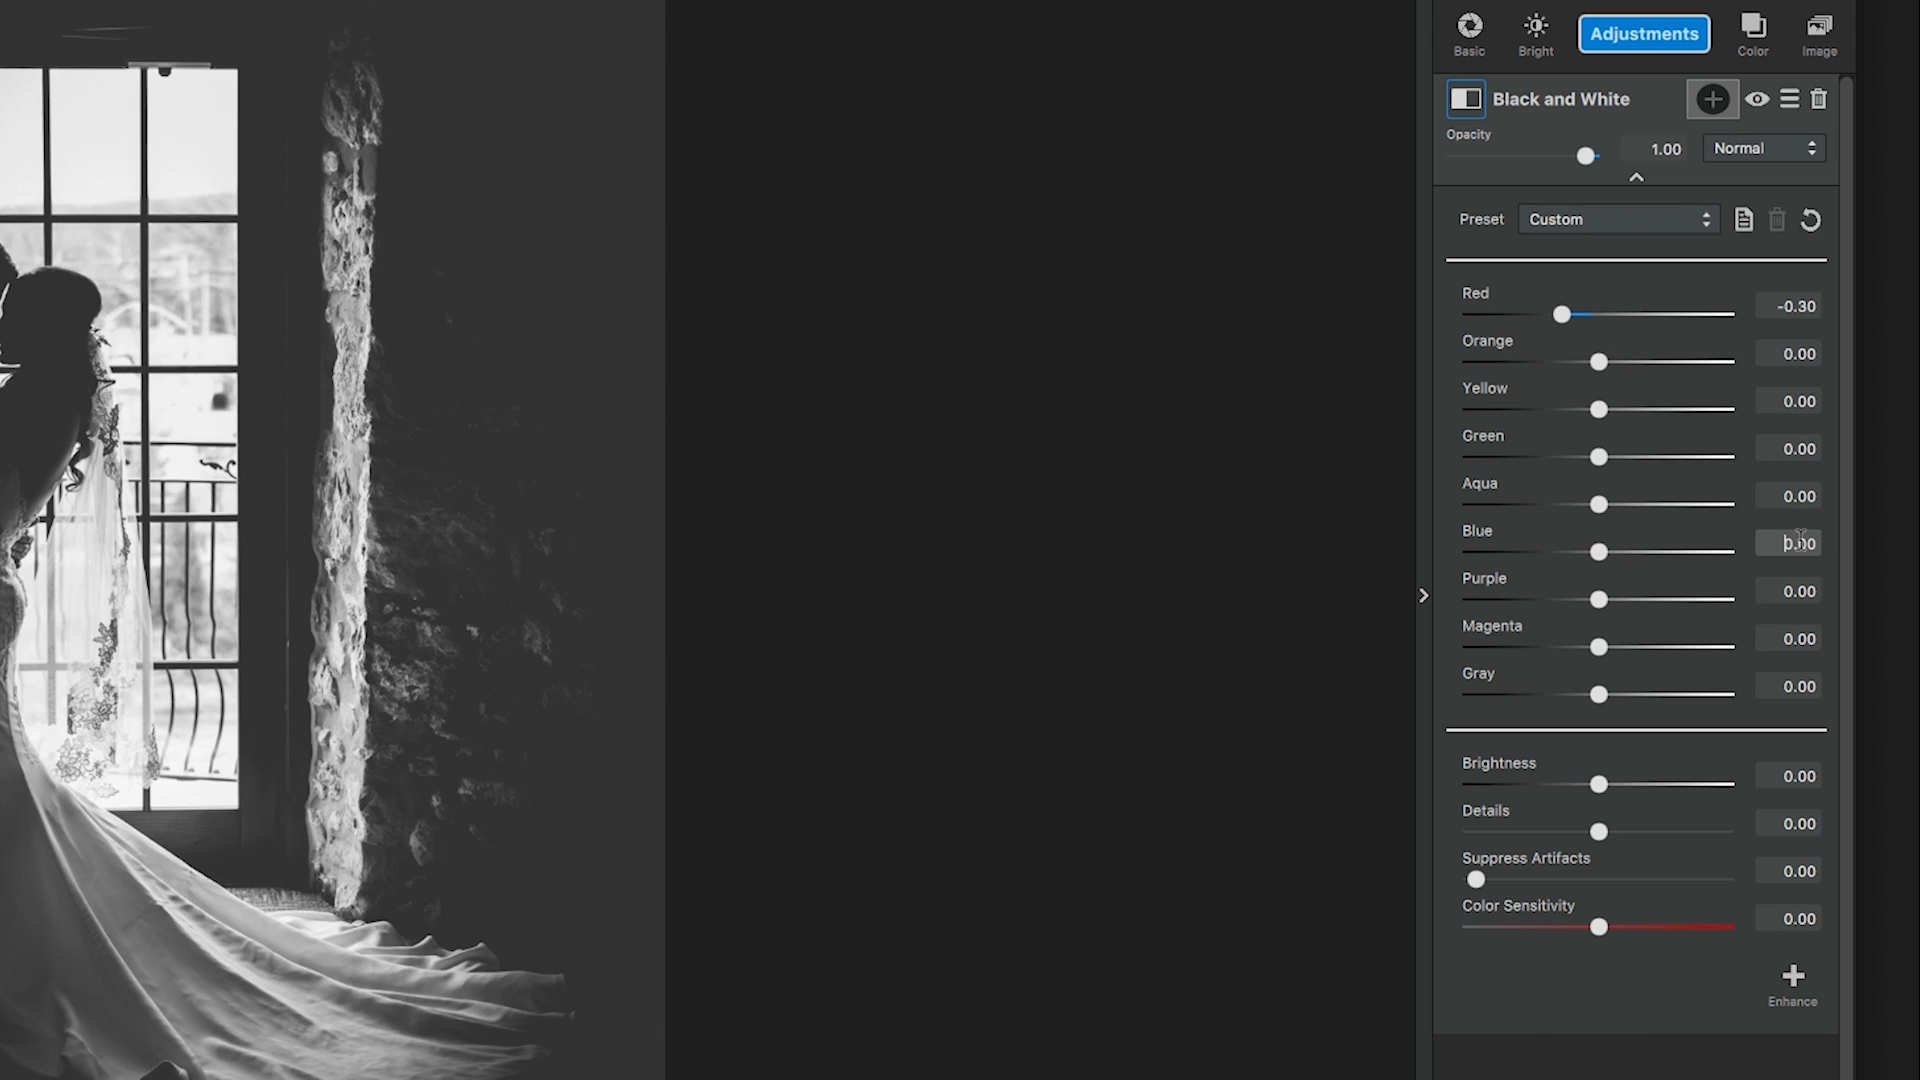 Basic
Bright
Adjustments
Color
Image
Black and White
Opacity
1.00
Normal
Preset
Custom
Red
-0.30
Orange
0.00
Yellow
0.00
Green
0.00
Aqua
0.00
Blue
0.00
Purple
0.00
Magenta
0.00
Gray
0.00
Brightness
0.00
Details
0.00
Suppress Artifacts
0.00
Color Sensitivity
0.00
Enhance